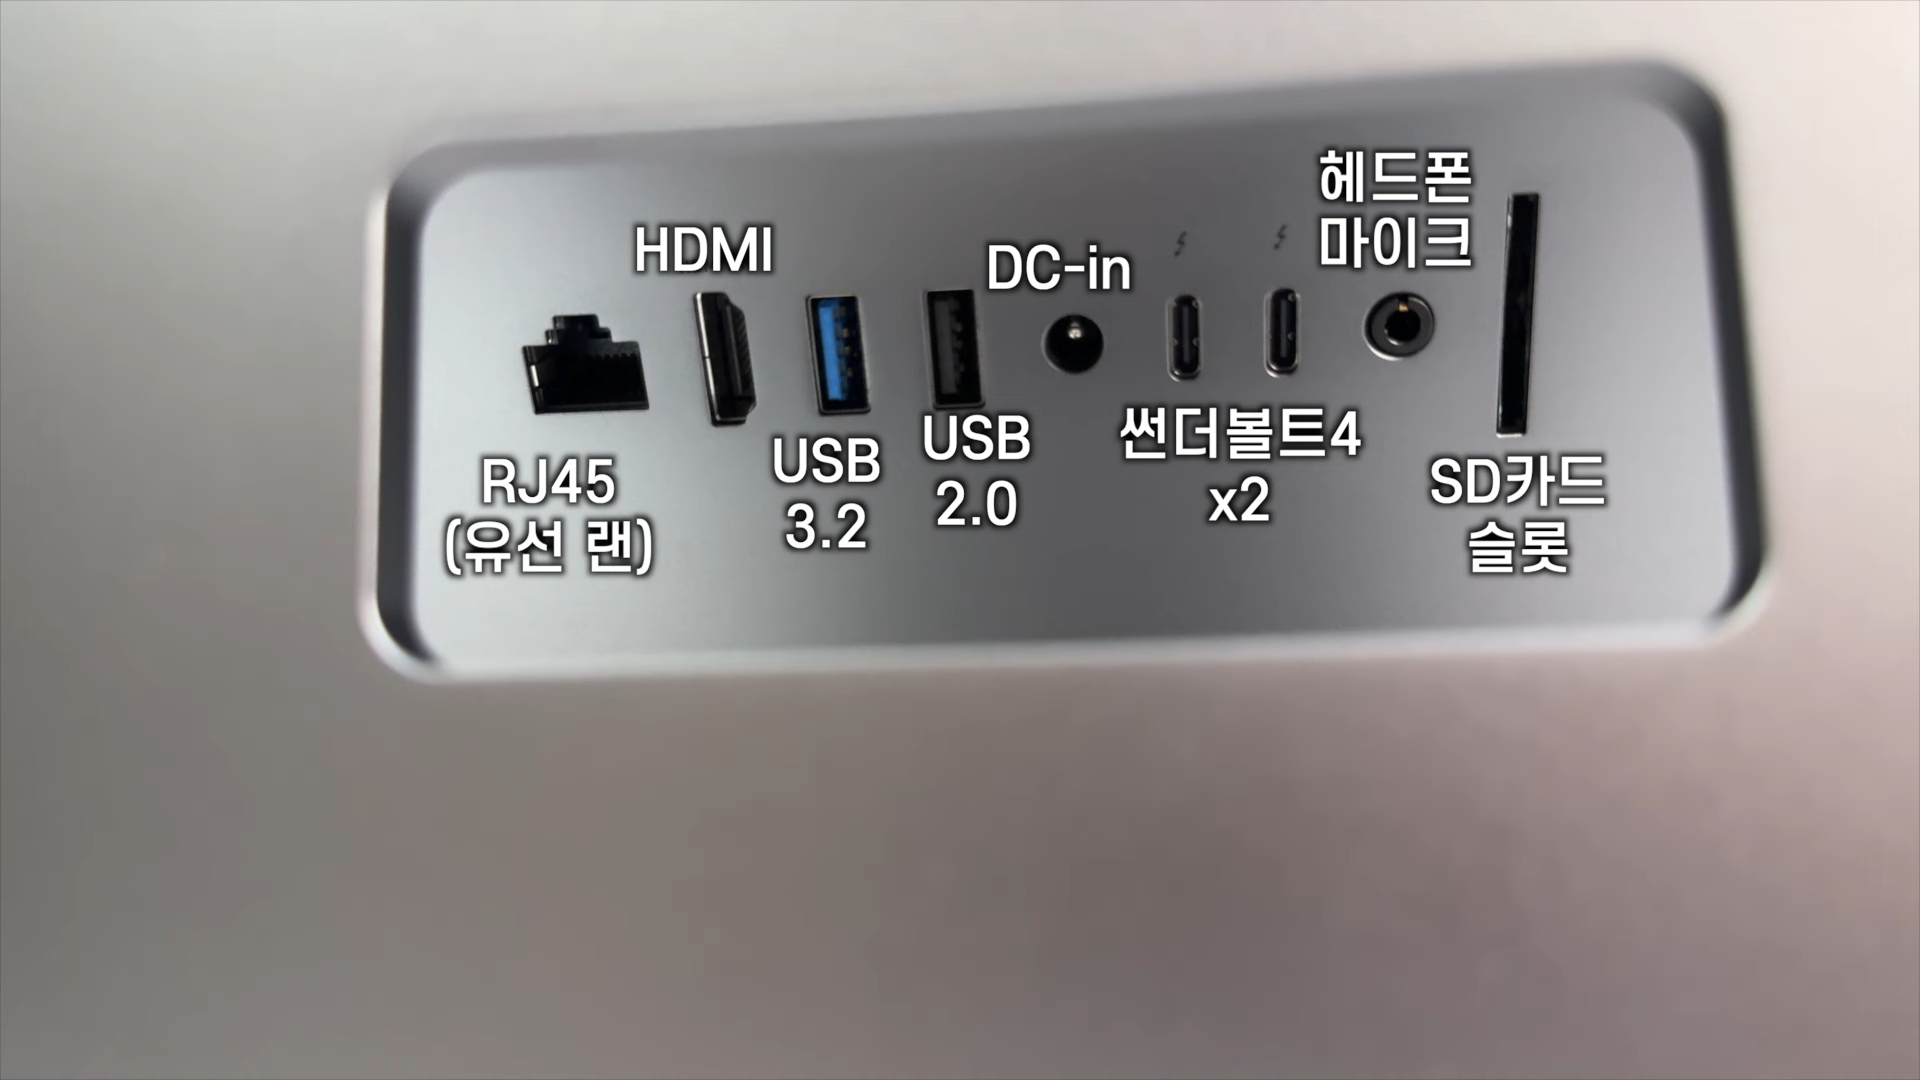 RJ45
(유선 랜)
HDMI
USB
3.2
USB
2.0
DC-in
썬더볼트4
x2
헤드폰
마이크
SD카드
슬롯